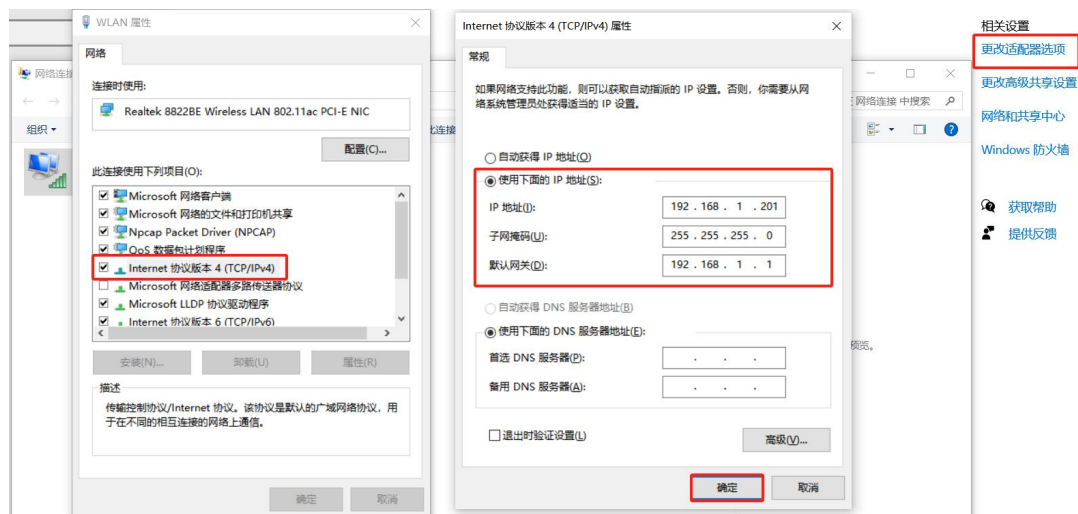 WLAN 属性
网络
连接时使用:
Realtek 8822BE Wireless LAN 802.11ac PCI-E NIC
配置(C)...
此连接使用下列项目(O):
Microsoft 网络客户端
Microsoft 网络的文件和打印机共享
Npcap Packet Driver (NPCAP)
QoS 数据包计划程序
Internet 协议版本 4 (TCP/IPv4)
Microsoft 网络适配器多路传送器协议
Microsoft LLDP 协议驱动程序
Internet 协议版本 6 (TCP/IPv6)
安装(N)...
卸载(U)
属性(R)
描述
传输控制协议/Internet 协议。该协议是默认的广域网络协议，用
于在不同的相互连接的网络上通信。
确定
取消
网络连接
组织
Internet 协议版本 4 (TCP/IPv4) 属性
常规
如果网络支持此功能，则可以获取自动指派的 IP 设置。否则，你需要从网
络系统管理员处获得适当的 IP 设置。
自动获得 IP 地址(O)
使用下面的 IP 地址(S):
IP 地址(I):
192 . 168 . 1 . 201
子网掩码(U):
255 . 255 . 255 . 0
默认网关(D):
192 . 168 . 1 . 1
自动获得 DNS 服务器地址(B)
使用下面的 DNS 服务器地址(E):
首选 DNS 服务器(P):
备用 DNS 服务器(A):
退出时验证设置(L)
高级(V)...
确定
取消
此连接
网络连接 中搜索
预览。
相关设置
更改适配器选项
更改高级共享设置
网络和共享中心
Windows 防火墙
获取帮助
提供反馈